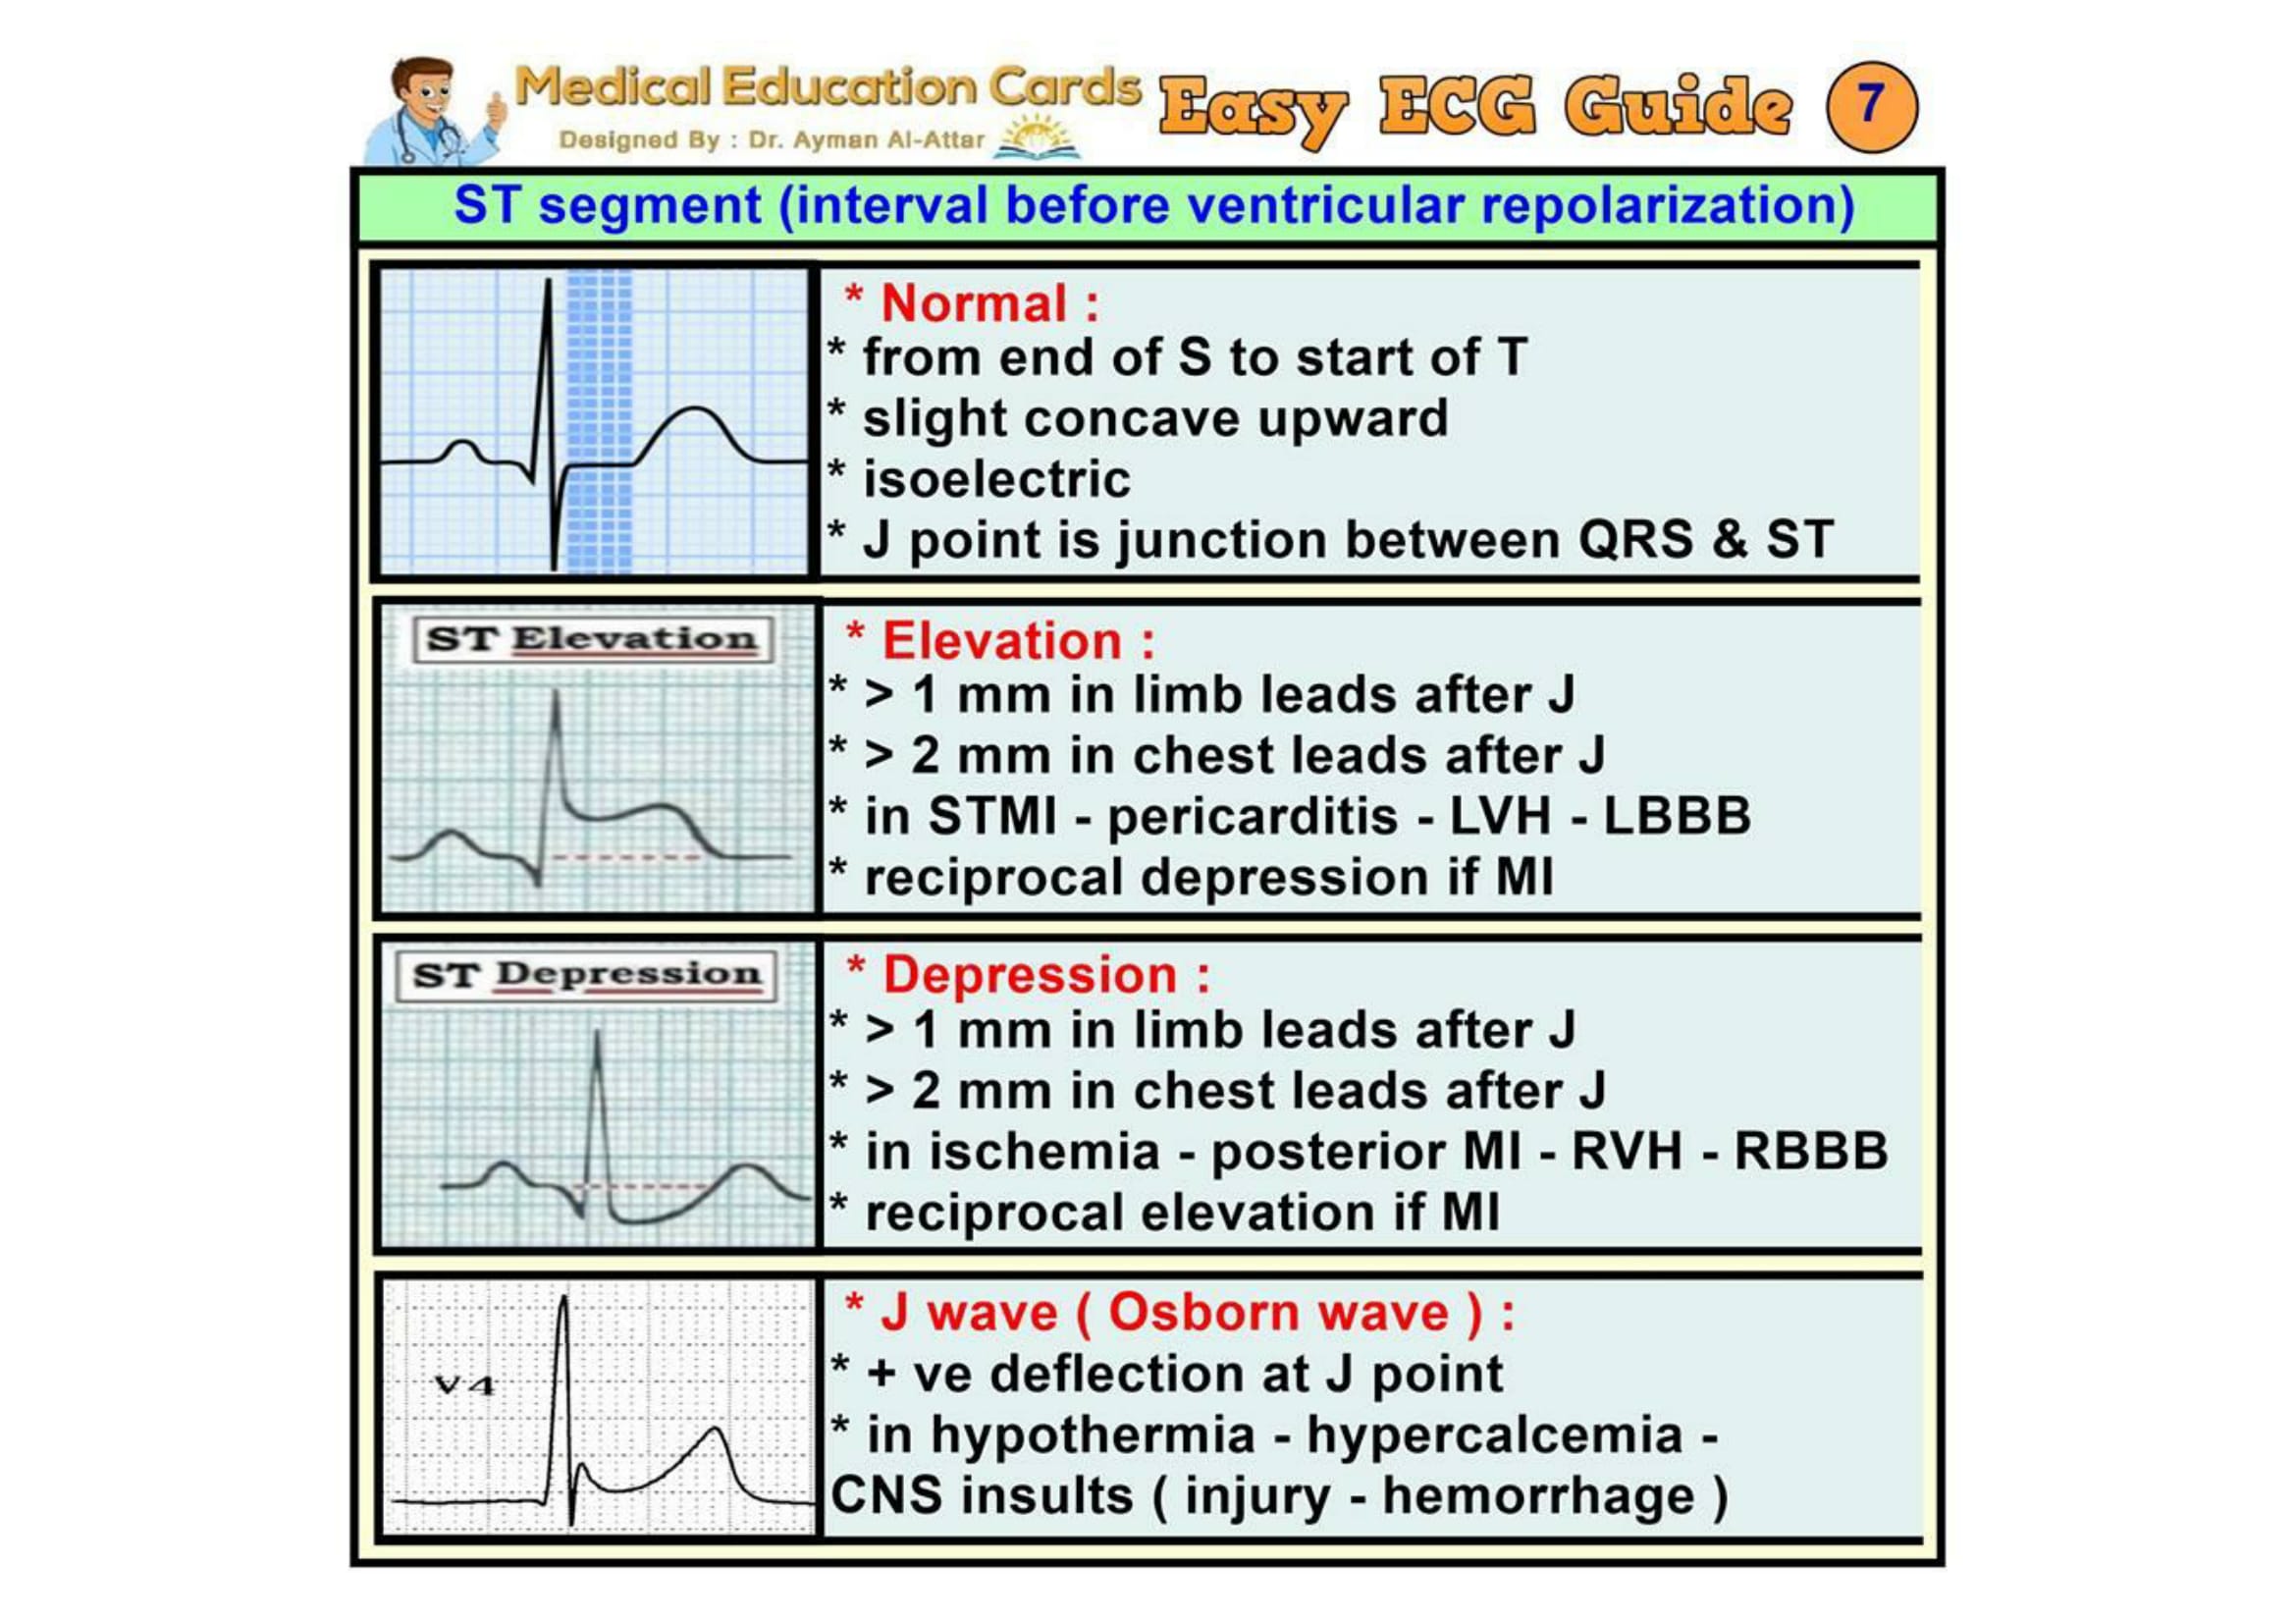 Medical Education Cards
Designed By : Dr. Ayman Al-Attar
Easy ECG Guide 7
ST segment (interval before ventricular repolarization)
* Normal :
* from end of S to start of T
* slight concave upward
* isoelectric
* J point is junction between QRS & ST
ST Elevation
* Elevation :
* > 1 mm in limb leads after J
* > 2 mm in chest leads after J
* in STMI - pericarditis - LVH - LBBB
* reciprocal depression if MI
ST Depression
* Depression :
* > 1 mm in limb leads after J
* > 2 mm in chest leads after J
* in ischemia - posterior MI - RVH - RBBB
* reciprocal elevation if MI
V4
* J wave ( Osborn wave ) :
* + ve deflection at J point
* in hypothermia - hypercalcemia -
CNS insults ( injury - hemorrhage )